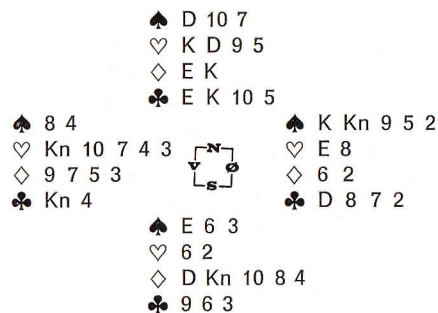 ♠ D 10 7
♡ K D 9 5
♢ E K
♣ E K 10 5
♠ 8 4
♡ Kn 10 7 4 3
♢ 9 7 5 3
♣ Kn 4
N
V Ø
S
♠ K Kn 9 5 2
♡ E 8
♢ 6 2
♣ D 8 7 2
♠ E 6 3
♡ 6 2
♢ D Kn 10 8 4
♣ 9 6 3